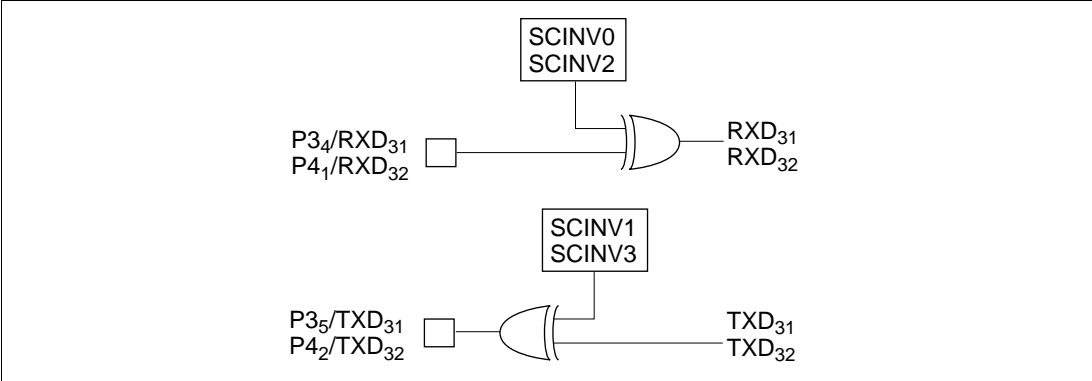 SCINV0
SCINV2
P3₄/RXD₃₁
P4₁/RXD₃₂
RXD₃₁
RXD₃₂
SCINV1
SCINV3
P3₅/TXD₃₁
P4₂/TXD₃₂
TXD₃₁
TXD₃₂